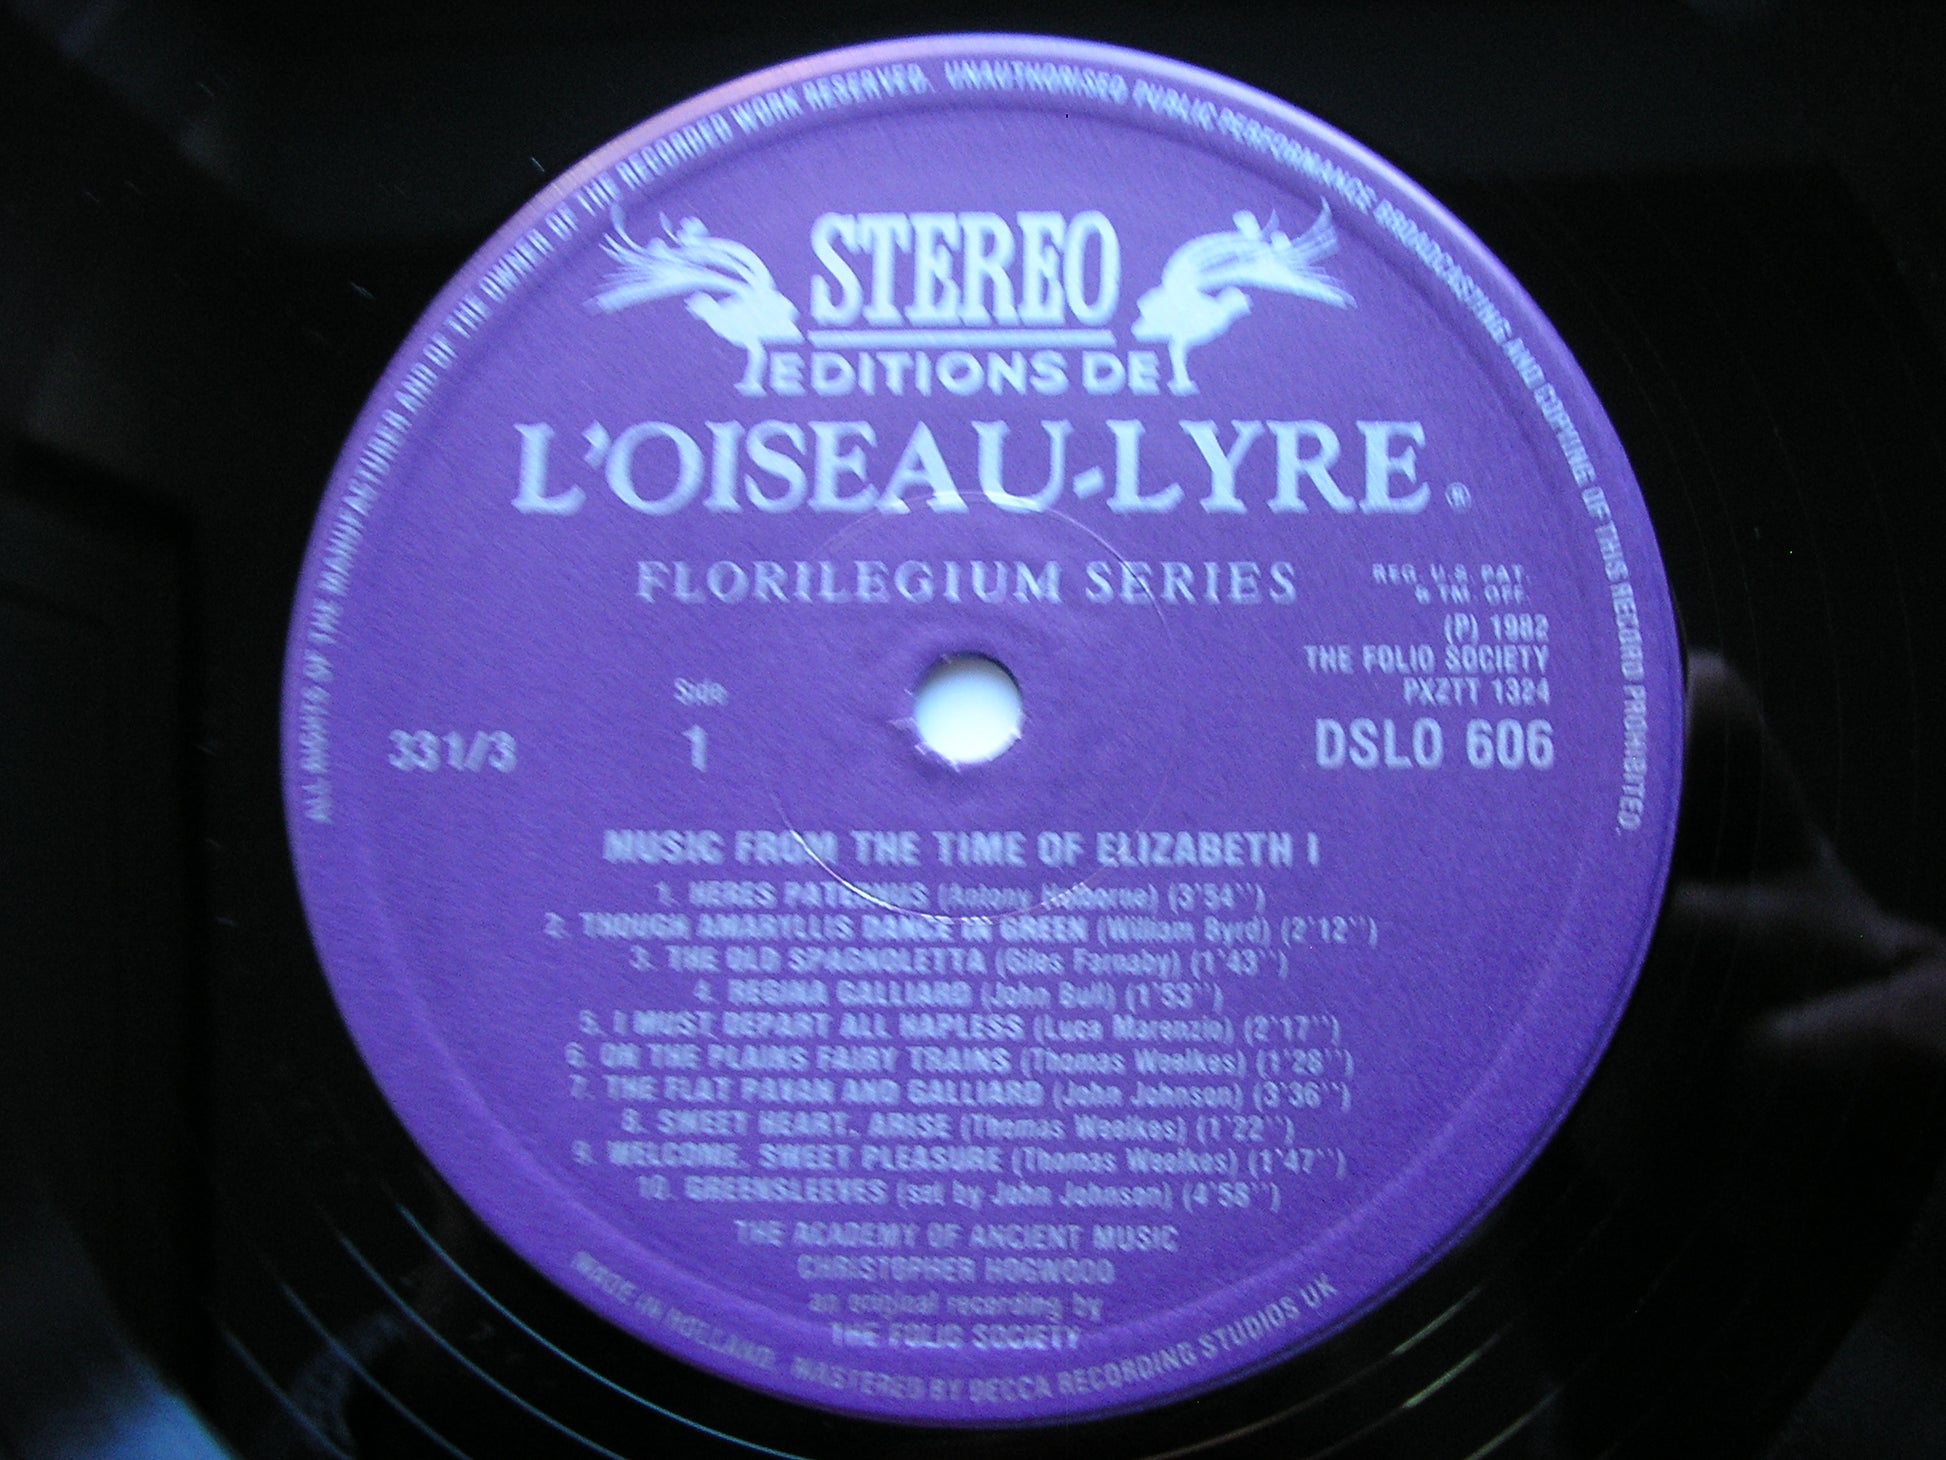 ALL RIGHTS OF THE MANUFACTURER AND OF THE OWNER OF THE RECORDED WORK RESERVED. UNAUTHORISED PUBLIC PERFORMANCE BROADCASTING AND COPYING OF THIS RECORD PROHIBITED.
STEREO
EDITIONS DE
L'OISEAU-LYRE ®
FLORILEGIUM SERIES
REG. U.S. PAT.
& TM. OFF.
(P) 1982
THE FOLIO SOCIETY
PXZTT 1324
DSLO 606
Side
1
33 1/3
MUSIC FROM THE TIME OF ELIZABETH I
1. HERES PATERNUS (Antony Holborne) (3'54'')
2. THOUGH AMARYLLIS DANCE IN GREEN (William Byrd) (2'12'')
3. THE OLD SPAGNOLETTA (Giles Farnaby) (1'43'')
4. REGINA GALLIARD (John Bull) (1'53'')
5. I MUST DEPART ALL HAPLESS (Luca Marenzio) (2'17'')
6. ON THE PLAINS FAIRY TRAINS (Thomas Weelkes) (1'28'')
7. THE FLAT PAVAN AND GALLIARD (John Johnson) (3'36'')
8. SWEET HEART, ARISE (Thomas Weelkes) (1'22'')
9. WELCOME, SWEET PLEASURE (Thomas Weelkes) (1'47'')
10. GREENSLEEVES (set by John Johnson) (4'58'')
THE ACADEMY OF ANCIENT MUSIC
CHRISTOPHER HOGWOOD
an original recording by
THE FOLIO SOCIETY
MADE IN HOLLAND. MASTERED BY DECCA RECORDING STUDIOS UK